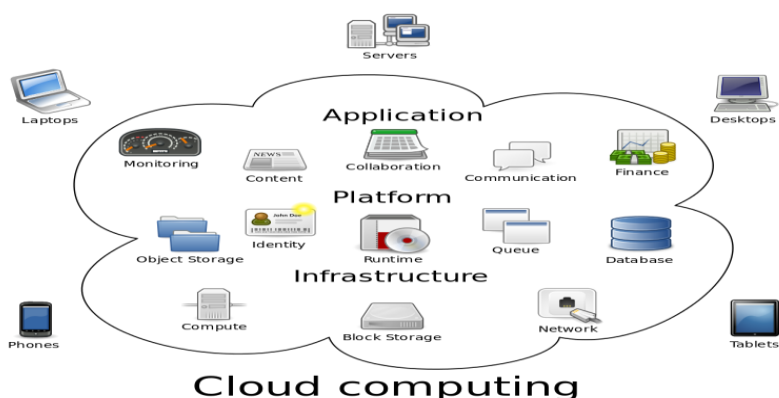 Servers
Laptops
Desktops
Application
Monitoring
NEWS
Content
Collaboration
Communication
Finance
Platform
John Doe
Object Storage
Identity
Runtime
Queue
Database
Infrastructure
Compute
Block Storage
Network
Phones
Tablets
Cloud computing